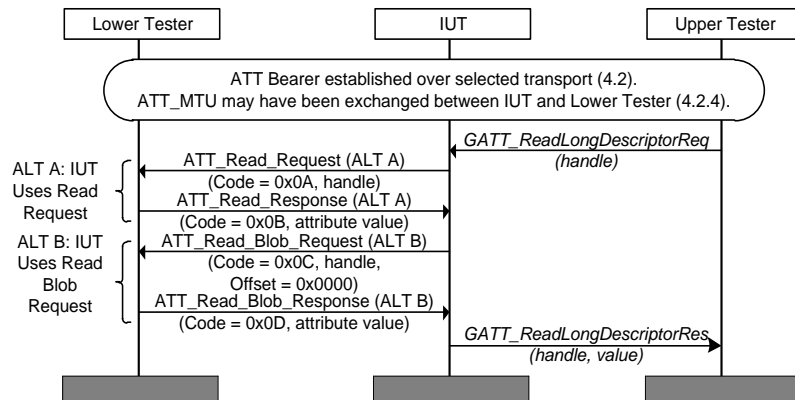 Lower Tester
IUT
Upper Tester
ATT Bearer established over selected transport (4.2).
ATT_MTU may have been exchanged between IUT and Lower Tester (4.2.4).
GATT_ReadLongDescriptorReq
(handle)
ALT A: IUT
Uses Read
Request
ATT_Read_Request (ALT A)
(Code = 0x0A, handle)
ATT_Read_Response (ALT A)
(Code = 0x0B, attribute value)
ALT B: IUT
Uses Read
Blob
Request
ATT_Read_Blob_Request (ALT B)
(Code = 0x0C, handle,
Offset = 0x0000)
ATT_Read_Blob_Response (ALT B)
(Code = 0x0D, attribute value)
GATT_ReadLongDescriptorRes
(handle, value)